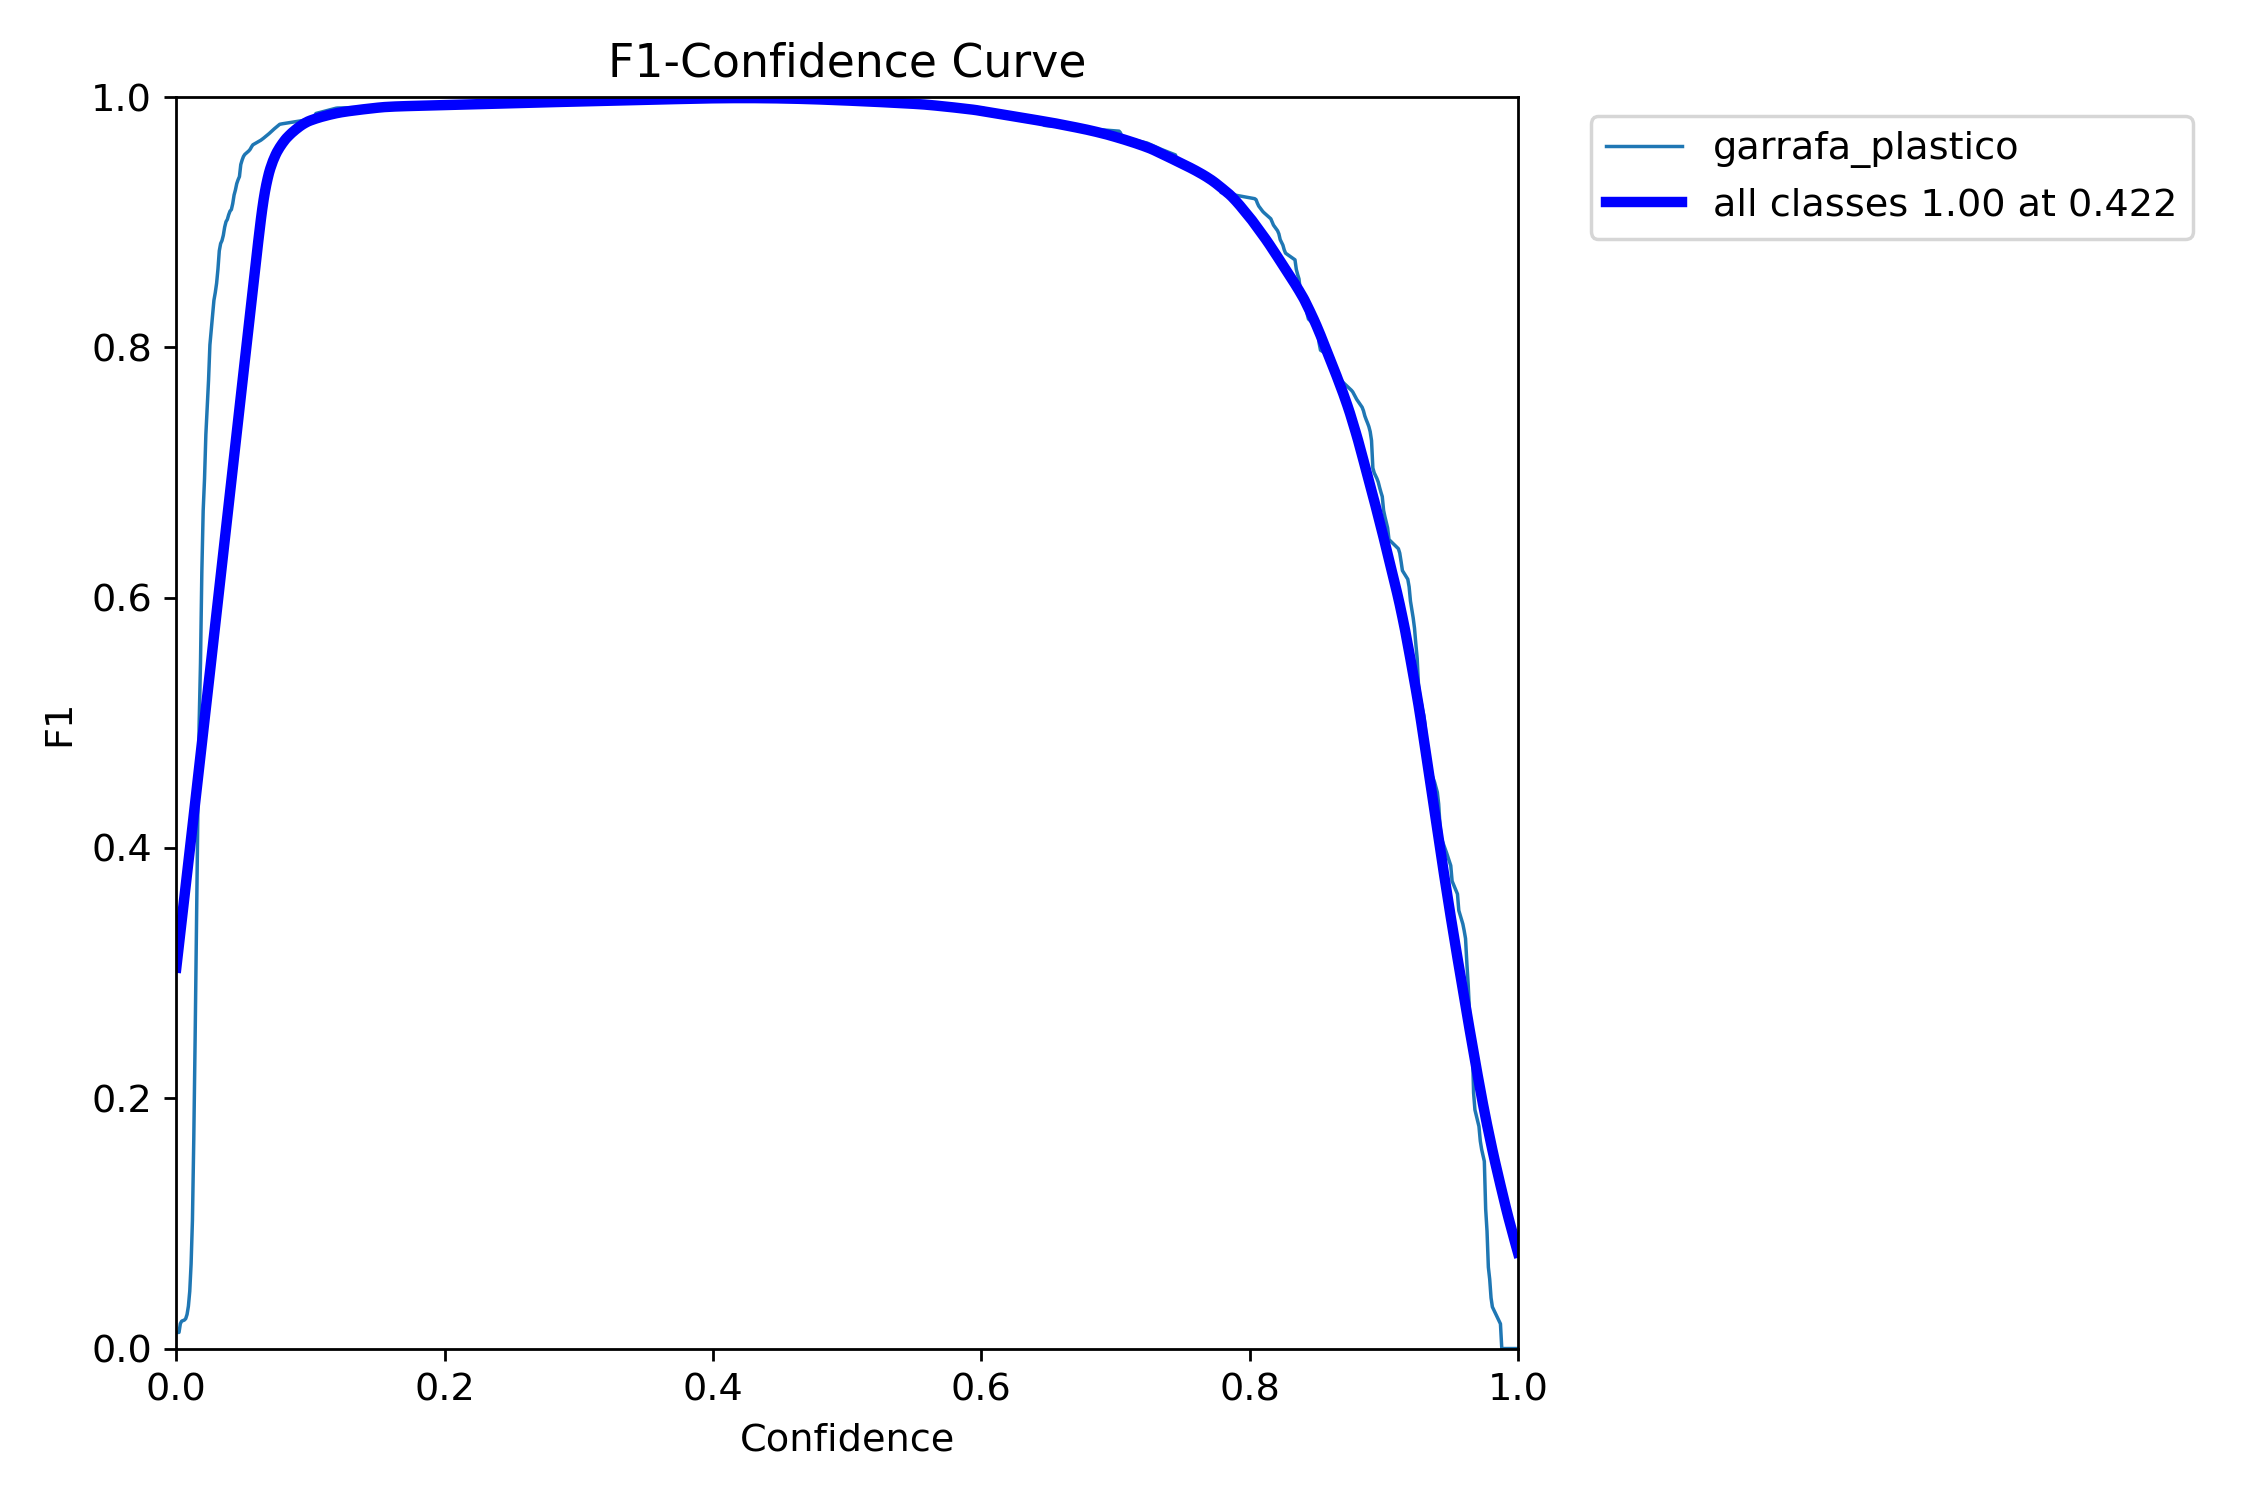 F1-Confidence Curve
garrafa_plastico
all classes 1.00 at 0.422
1.0
0.8
0.6
0.4
0.2
0.0
F1
0.0 0.2 0.4 0.6 0.8 1.0
Confidence